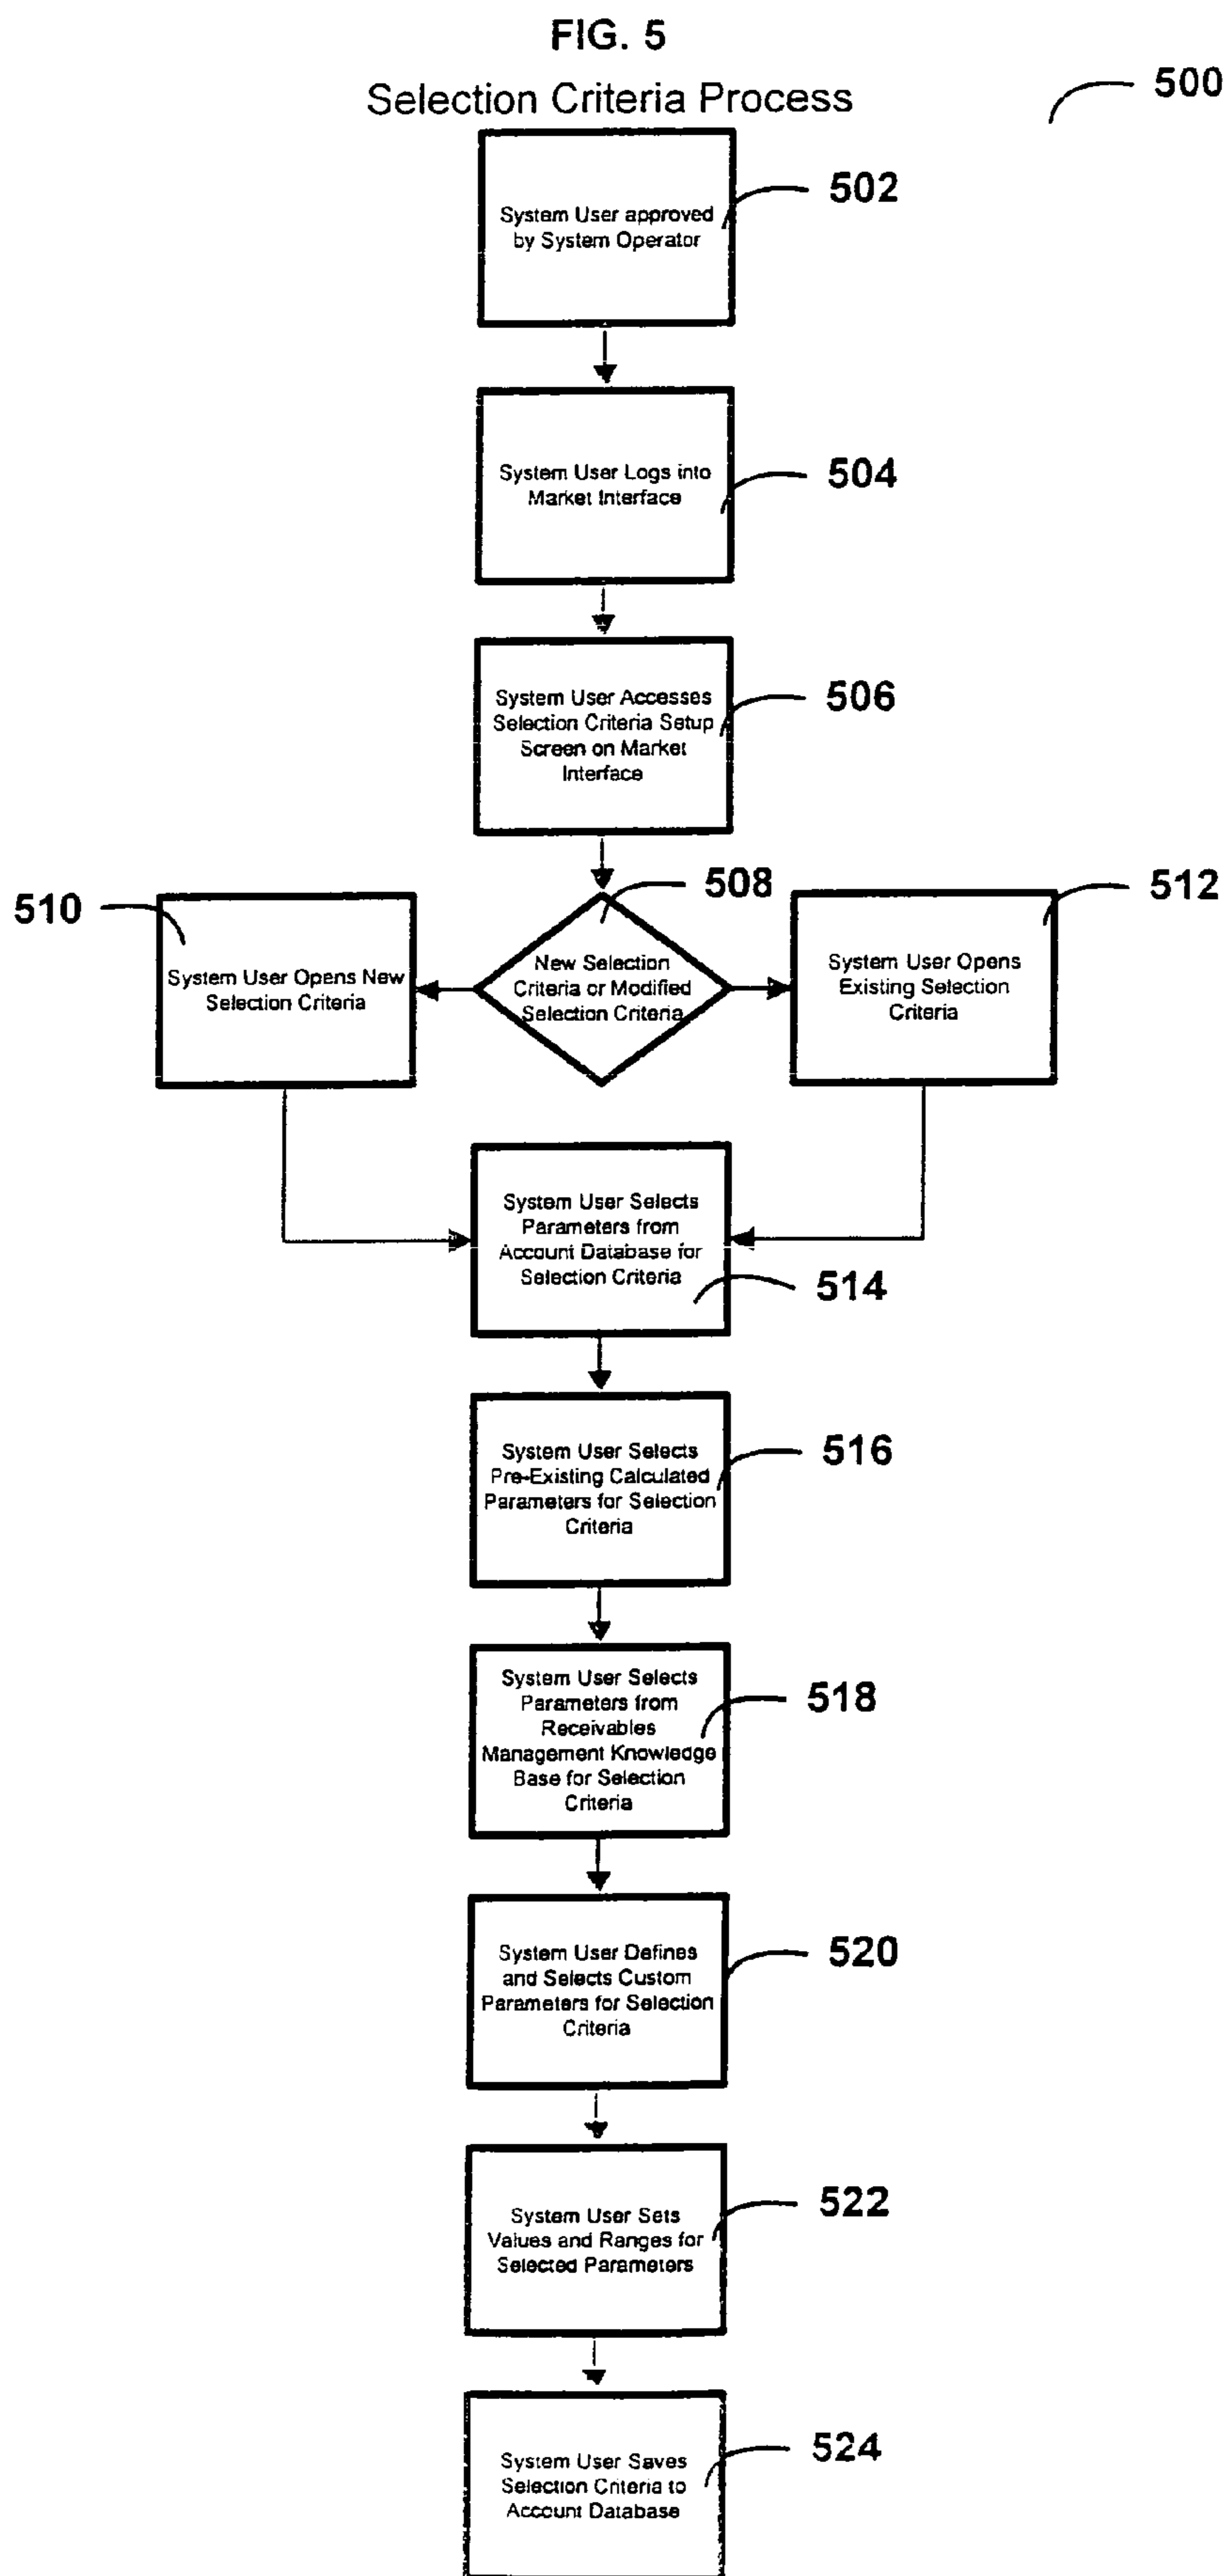 FIG. 5
500
Selection Criteria Process
502
System User approved
by System Operator
504
System User Logs into
Market Interface
506
System User Accesses
Selection Criteria Setup
Screen on Market
Interface
508
New Selection
Criteria or Modified
Selection Criteria
510
System User Opens New
Selection Criteria
512
System User Opens
Existing Selection
Criteria
System User Selects
Parameters from
Account Database for
Selection Criteria
514
System User Selects
Pre-Existing Calculated
Parameters for Selection
Criteria
516
System User Selects
Parameters from
Receivables
Management Knowledge
Base for Selection
Criteria
518
System User Defines
and Selects Custom
Parameters for Selection
Criteria
520
System User Sets
Values and Ranges for
Selected Parameters
522
System User Saves
Selection Criteria to
Account Database
524